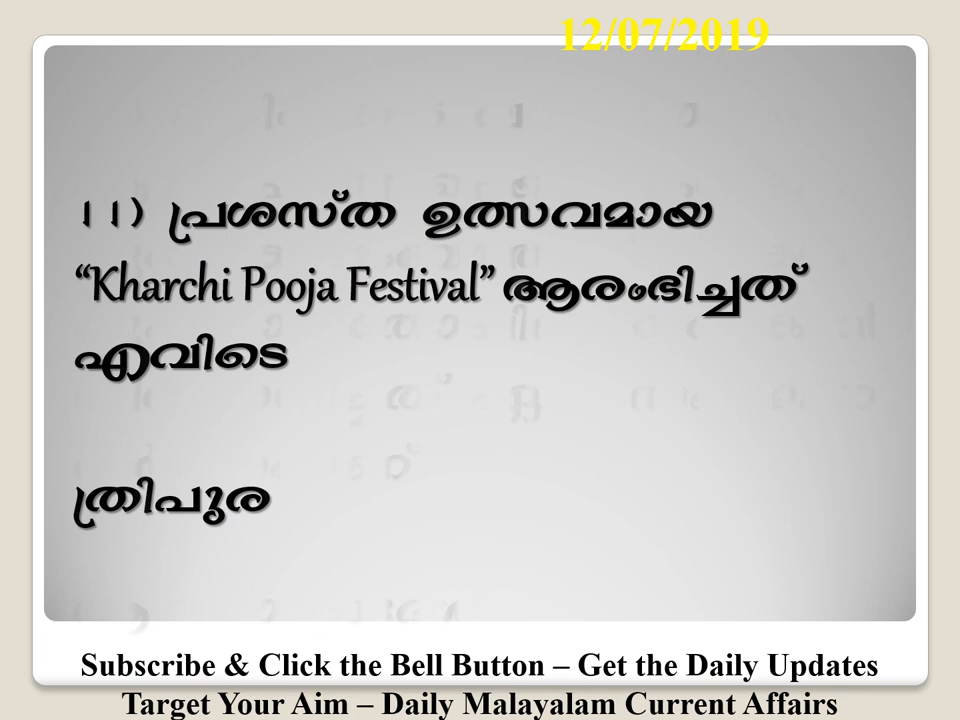 12/07/2019
11) പ്രശസ്ത ഉത്സവമായ
“Kharchi Pooja Festival” ആരംഭിച്ചത്
എവിടെ
ത്രിപുര
Subscribe & Click the Bell Button – Get the Daily Updates
Target Your Aim – Daily Malayalam Current Affairs